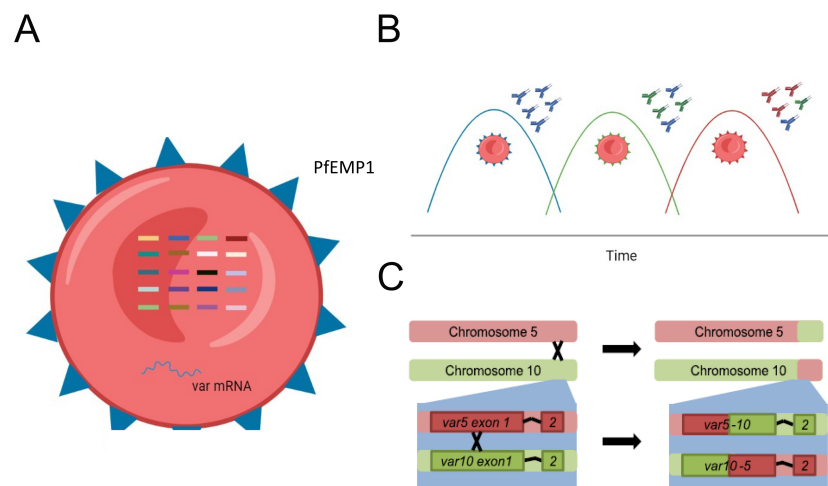 A
PfEMP1
var mRNA
B
Time
C
Chromosome 5
Chromosome 10
var5 exon 1
2
var10 exon1
2
Chromosome 5
Chromosome 10
var5-10
2
var10-5
2